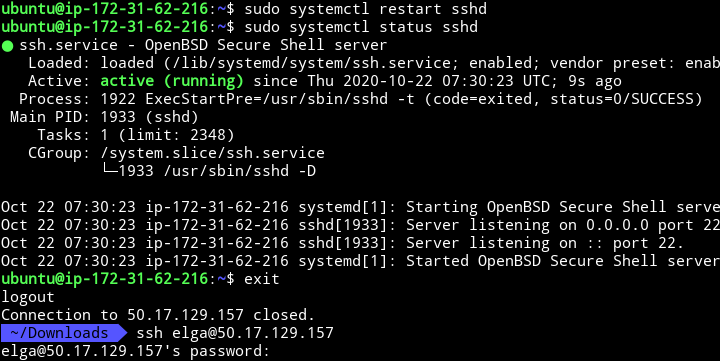 ubuntu@ip-172-31-62-216:~$ sudo systemctl restart sshd
ubuntu@ip-172-31-62-216:~$ sudo systemctl status sshd
● ssh.service - OpenBSD Secure Shell server
Loaded: loaded (/lib/systemd/system/ssh.service; enabled; vendor preset: enab
Active: active (running) since Thu 2020-10-22 07:30:23 UTC; 9s ago
Process: 1922 ExecStartPre=/usr/sbin/sshd -t (code=exited, status=0/SUCCESS)
Main PID: 1933 (sshd)
Tasks: 1 (limit: 2348)
CGroup: /system.slice/ssh.service
└─1933 /usr/sbin/sshd -D
Oct 22 07:30:23 ip-172-31-62-216 systemd[1]: Starting OpenBSD Secure Shell serve
Oct 22 07:30:23 ip-172-31-62-216 sshd[1933]: Server listening on 0.0.0.0 port 22
Oct 22 07:30:23 ip-172-31-62-216 sshd[1933]: Server listening on :: port 22.
Oct 22 07:30:23 ip-172-31-62-216 systemd[1]: Started OpenBSD Secure Shell server
ubuntu@ip-172-31-62-216:~$ exit
logout
Connection to 50.17.129.157 closed.
~/Downloads ssh elga@50.17.129.157
elga@50.17.129.157's password: